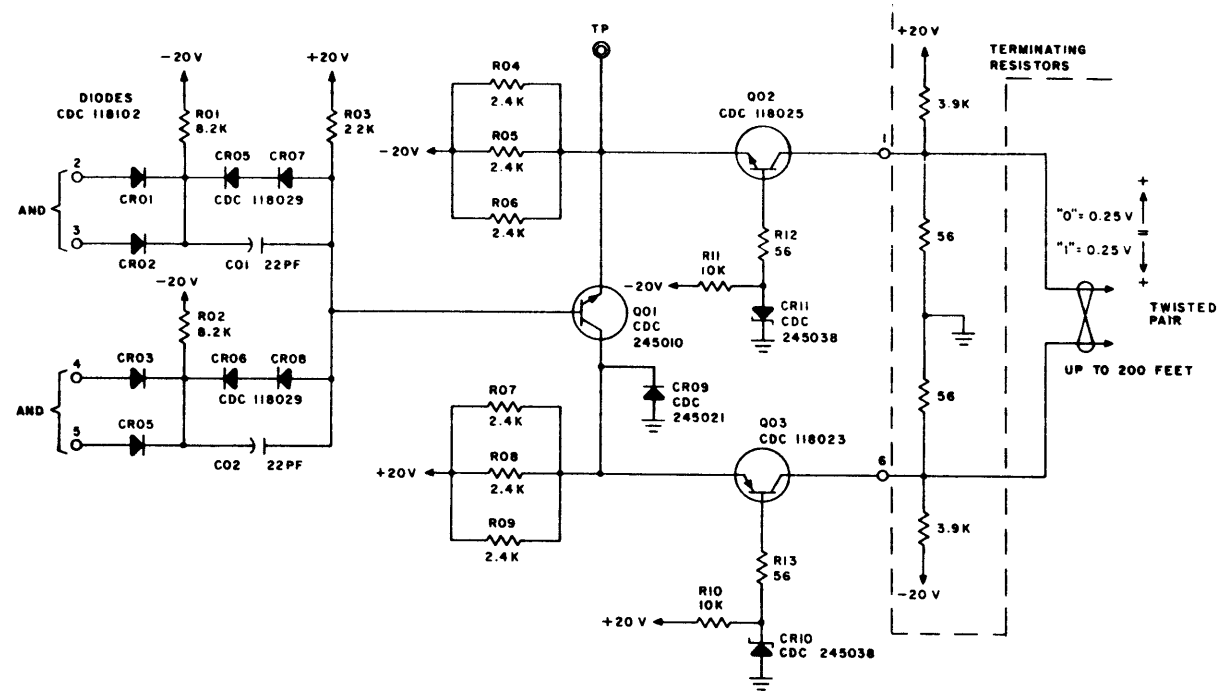 TP
-20V
+20V
DIODES
CDC 118102
R01
8.2K
R03
22K
2
CR05
CR07
CDC 118029
CR01
AND
3
CR02
C01
22PF
-20V
R02
8.2K
4
CR03
CR06
CR08
CDC 118029
AND
CR05
5
C02
22PF
R04
2.4K
-20V
R05
2.4K
R06
2.4K
Q02
CDC 118025
R12
56
R11
10K
-20V
CR11
CDC
245038
Q01
CDC
245010
CR09
CDC
245021
R07
2.4K
+20V
R08
2.4K
R09
2.4K
Q03
CDC 118023
R13
56
R10
10K
+20V
CR10
CDC 245038
+20V
TERMINATING
RESISTORS
3.9K
1
56
56
6
3.9K
-20V
+
"0"= 0.25V
=
"1"= 0.25V
+
TWISTED
PAIR
UP TO 200 FEET